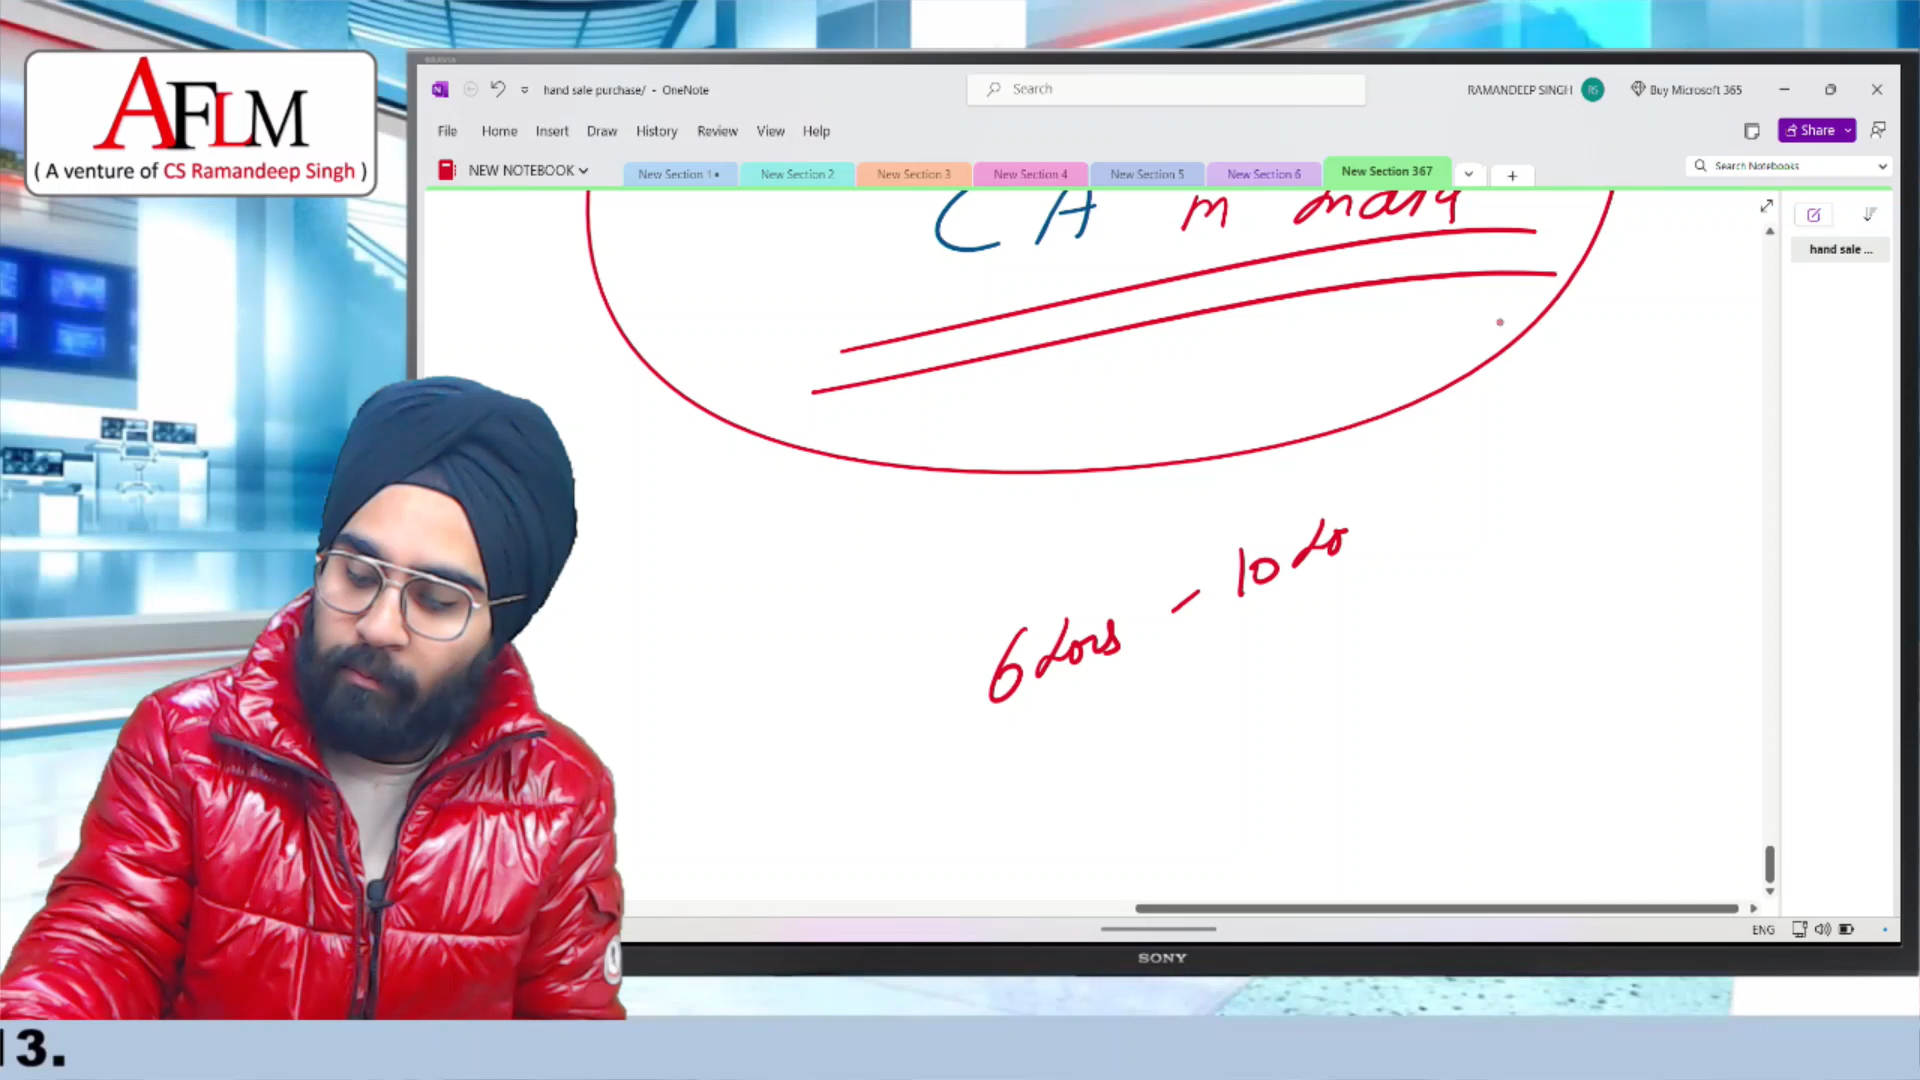 AFLM
( A venture of CS Ramandeep Singh )
BRAVIA
hand sale purchase/ - OneNote
Search
RAMANDEEP SINGH
RS
Buy Microsoft 365
File Home Insert Draw History Review View Help
Share
NEW NOTEBOOK
New Section 1
New Section 2
New Section 3
New Section 4
New Section 5
New Section 6
New Section 367
Search Notebooks
hand sale ...
CA m
- 10
6
ENG
SONY
3.